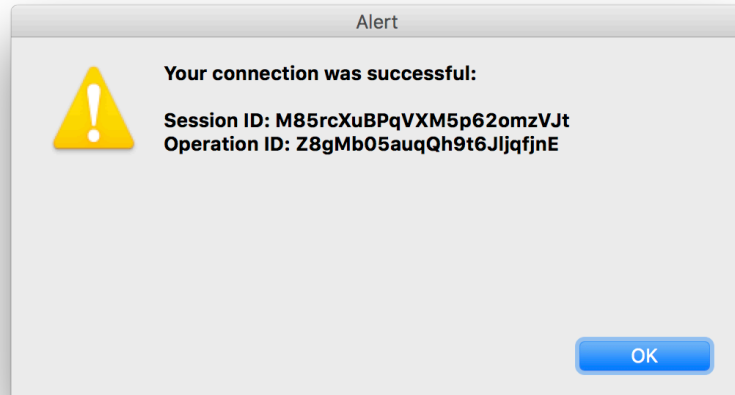 Alert
Your connection was successful:
Session ID: M85rcXuBPqVXM5p62omzVJt
Operation ID: Z8gMb05auqQh9t6JljqfjnE
OK